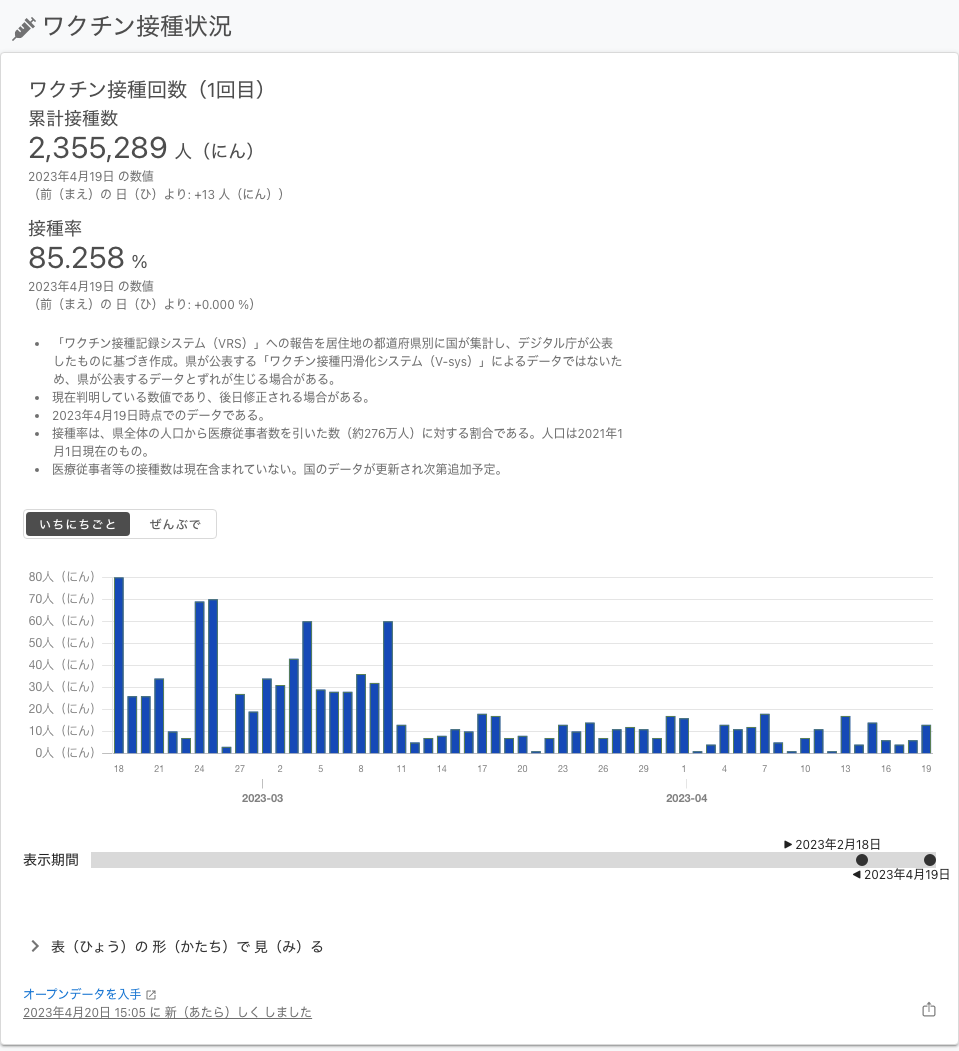 ワクチン接種状況
ワクチン接種回数（1回目）
累計接種数
2,355,289 人（にん）
2023年4月19日 の数値
（前（まえ）の 日（ひ）より: +13 人（にん））
接種率
85.258 %
2023年4月19日 の数値
（前（まえ）の 日（ひ）より: +0.000 %）
• 「ワクチン接種記録システム（VRS）」への報告を居住地の都道府県別に国が集計し、デジタル庁が公表
したものに基づき作成。県が公表する「ワクチン接種円滑化システム（V-sys）」によるデータではないた
め、県が公表するデータとずれが生じる場合がある。
• 現在判明している数値であり、後日修正される場合がある。
• 2023年4月19日時点でのデータである。
• 接種率は、県全体の人口から医療従事者数を引いた数（約276万人）に対する割合である。人口は2021年1
月1日現在のもの。
• 医療従事者等の接種数は現在含まれていない。国のデータが更新され次第追加予定。
いちにちごと ぜんぶで
80人（にん）
70人（にん）
60人（にん）
50人（にん）
40人（にん）
30人（にん）
20人（にん）
10人（にん）
0人（にん）
18 21 24 27 2 5 8 11 14 17 20 23 26 29 1 4 7 10 13 16 19
2023-03 2023-04
▶ 2023年2月18日
表示期間
◀ 2023年4月19日
表（ひょう）の 形（かたち）で 見（み）る
オープンデータを入手
2023年4月20日 15:05 に 新（あたら）しく しました